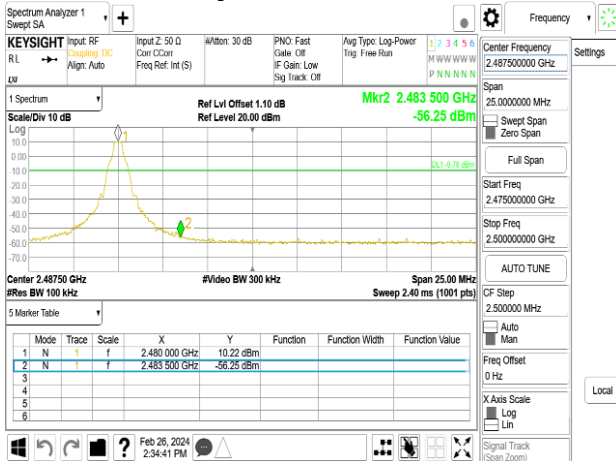 Spectrum Analyzer 1
Swept SA
Frequency
KEYSIGHT
RL
Input: RF
Coupling: DC
Align: Auto
Input Z: 50 Ω
Corr CCorr
Freq Ref: Int (S)
#Atten: 30 dB
PNO: Fast
Gate: Off
IF Gain: Low
Sig Track: Off
Avg Type: Log-Power
Trig: Free Run
1 2 3 4 5 6
M W W W W W
P N N N N N
Settings
1 Spectrum
Scale/Div 10 dB
Ref Lvl Offset 1.10 dB
Ref Level 20.00 dBm
Mkr2 2.483 500 GHz
-56.25 dBm
Log
10.0
0.00
-10.0
-20.0
-30.0
-40.0
-50.0
-60.0
-70.0
1
2
DL1 -9.78 dBm
Center 2.48750 GHz
#Res BW 100 kHz
#Video BW 300 kHz
Span 25.00 MHz
Sweep 2.40 ms (1001 pts)
5 Marker Table
Mode Trace Scale X Y Function Function Width Function Value
1 N 1 f 2.480 000 GHz 10.22 dBm
2 N 1 f 2.483 500 GHz -56.25 dBm
3
4
5
6
Center Frequency
2.487500000 GHz
Span
25.0000000 MHz
Swept Span
Zero Span
Full Span
Start Freq
2.475000000 GHz
Stop Freq
2.500000000 GHz
AUTO TUNE
CF Step
2.500000 MHz
Auto
Man
Freq Offset
0 Hz
X Axis Scale
Log
Lin
Signal Track
(Span Zoom)
Local
Feb 26, 2024
2:34:41 PM